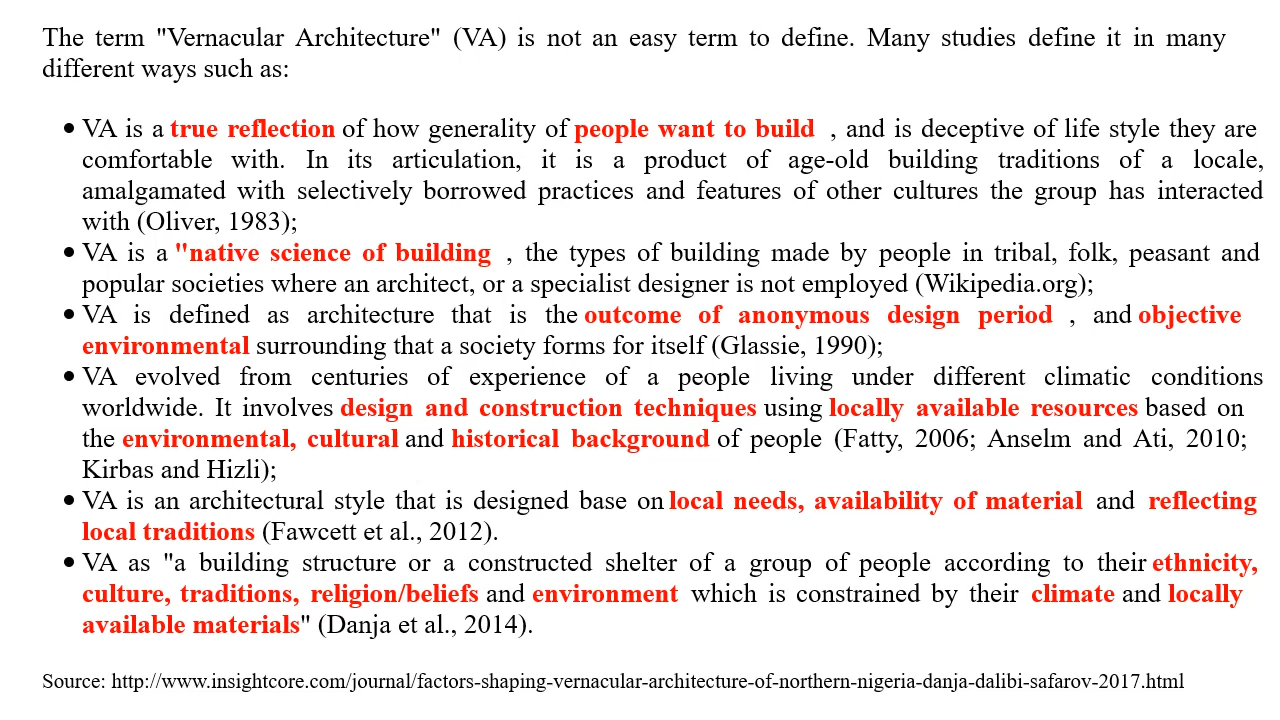 The term "Vernacular Architecture" (VA) is not an easy term to define. Many studies define it in many
different ways such as:
• VA is a true reflection of how generality of people want to build , and is deceptive of life style they are
comfortable with. In its articulation, it is a product of age-old building traditions of a locale,
amalgamated with selectively borrowed practices and features of other cultures the group has interacted
with (Oliver, 1983);
• VA is a "native science of building , the types of building made by people in tribal, folk, peasant and
popular societies where an architect, or a specialist designer is not employed (Wikipedia.org);
• VA is defined as architecture that is the outcome of anonymous design period , and objective
environmental surrounding that a society forms for itself (Glassie, 1990);
• VA evolved from centuries of experience of a people living under different climatic conditions
worldwide. It involves design and construction techniques using locally available resources based on
the environmental, cultural and historical background of people (Fatty, 2006; Anselm and Ati, 2010;
Kirbas and Hizli);
• VA is an architectural style that is designed base on local needs, availability of material and reflecting
local traditions (Fawcett et al., 2012).
• VA as "a building structure or a constructed shelter of a group of people according to their ethnicity,
culture, traditions, religion/beliefs and environment which is constrained by their climate and locally
available materials" (Danja et al., 2014).
Source: http://www.insightcore.com/journal/factors-shaping-vernacular-architecture-of-northern-nigeria-danja-dalibi-safarov-2017.html